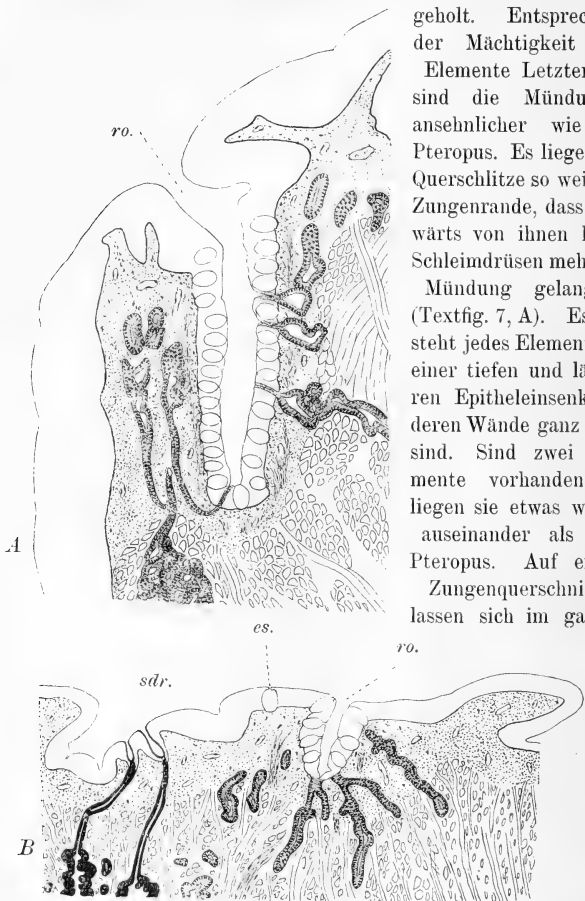 geholt. Entsprec
der Mächtigkeit
Elemente Letzter
sind die Mündu
ansehnlicher wie
Pteropus. Es liege
Querschlitze so wei
Zungenrande, dass
wärts von ihnen
Schleimdrüsen meh
Mündung gelan
(Textfig. 7, A). Es
steht jedes Elemen
einer tiefen und lä
ren Epitheleinsenk
deren Wände ganz
sind. Sind zwei
mente vorhanden
liegen sie etwas w
auseinander als
Pteropus. Auf e
Zungenquerschni
lassen sich im ga
ro.
A
es.
ro.
sdr.
B